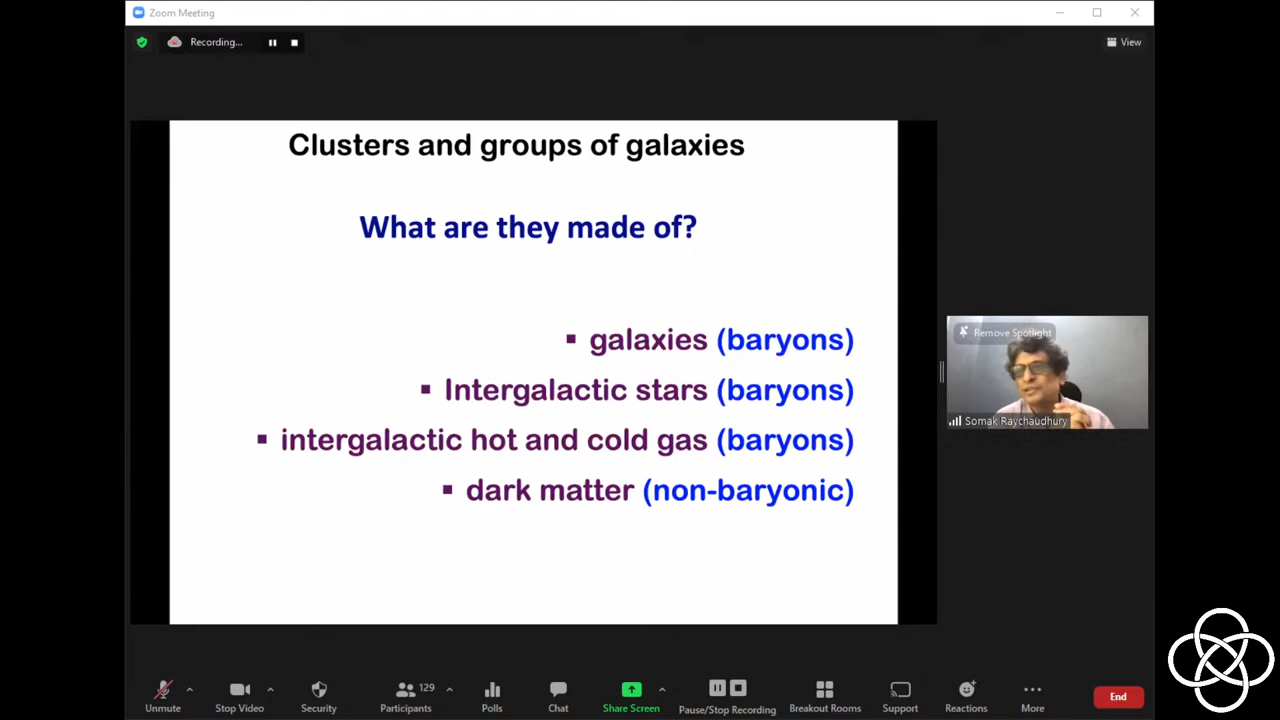 Zoom Meeting
Recording...
View
Clusters and groups of galaxies
What are they made of?
▪ galaxies (baryons)
▪ Intergalactic stars (baryons)
▪ intergalactic hot and cold gas (baryons)
▪ dark matter (non-baryonic)
Remove Spotlight
Somak Raychaudhury
129
Unmute Stop Video Security Participants Polls Chat Share Screen Pause/Stop Recording Breakout Rooms Support Reactions More End